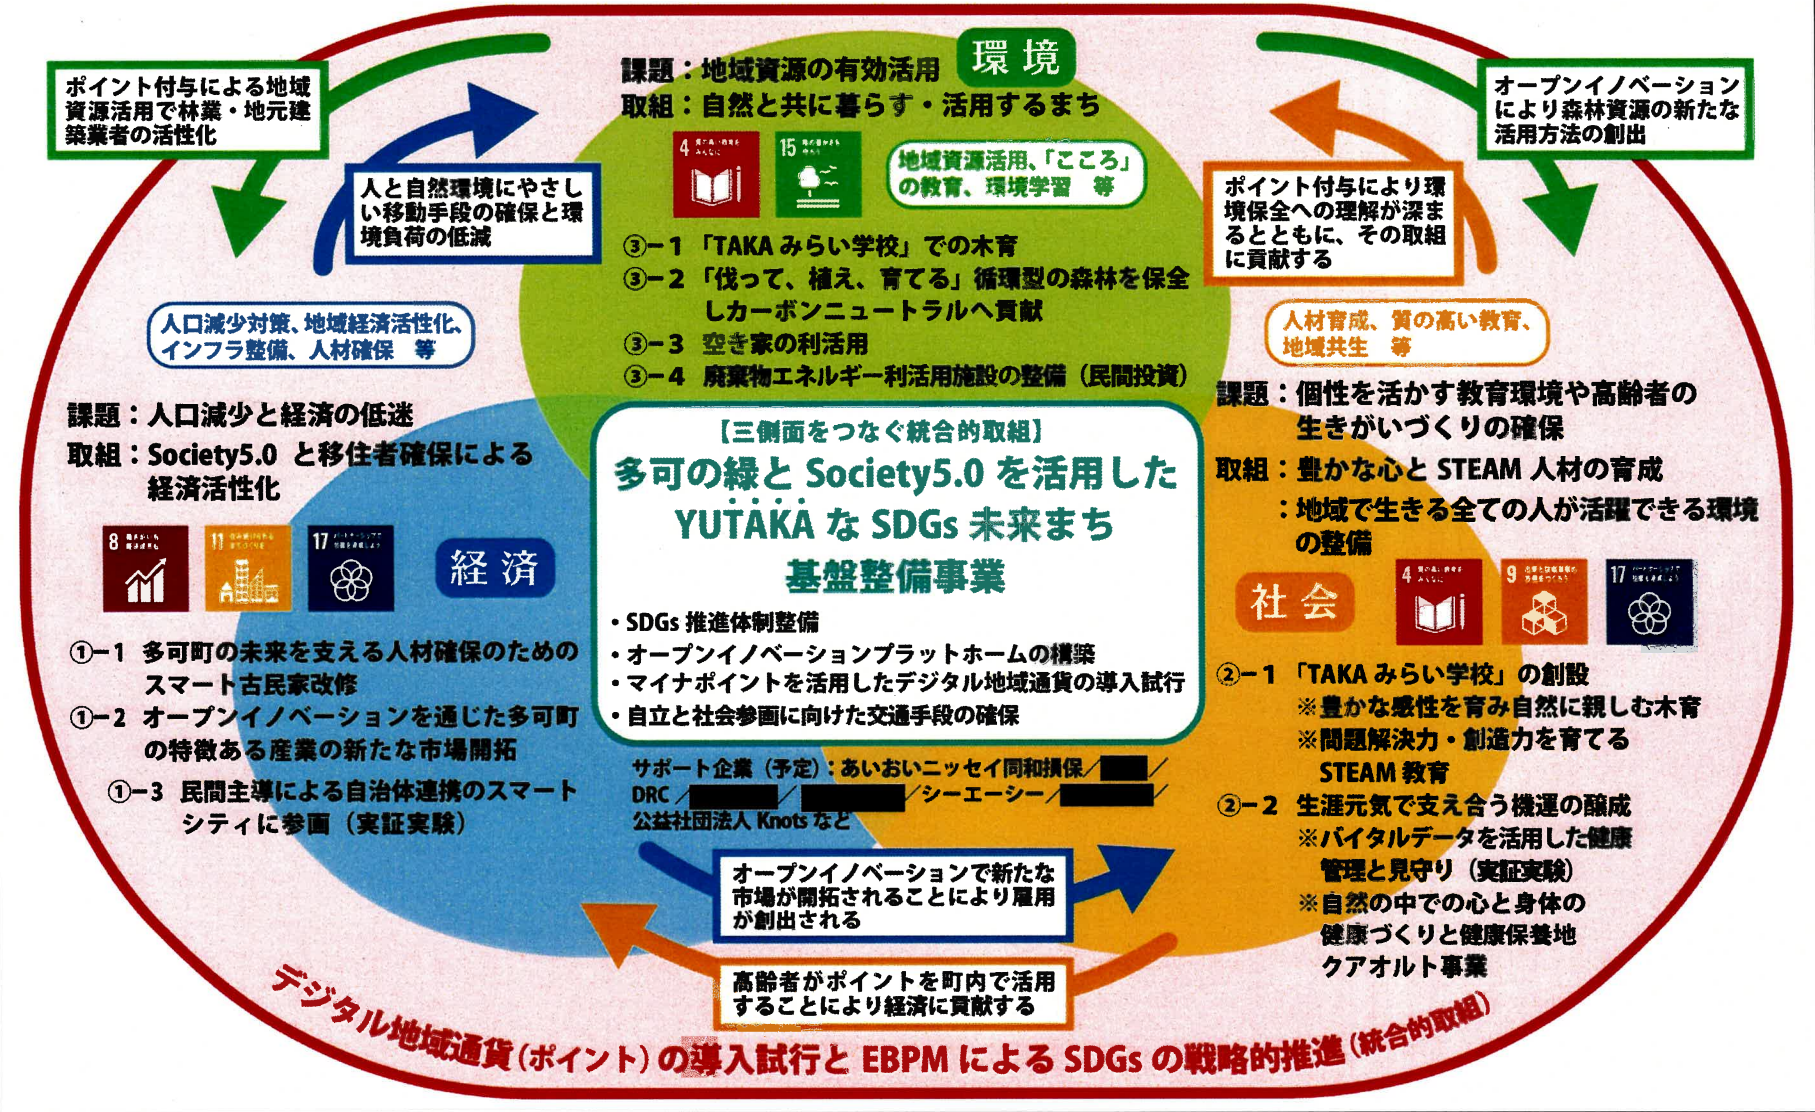 ポイント付与による地域
資源活用で林業・地元建
築業者の活性化
人と自然環境にやさし
い移動手段の確保と環
境負荷の低減
人口減少対策、地域経済活性化、
インフラ整備、人材確保 等
課題：人口減少と経済の低迷
取組：Society5.0 と移住者確保による
経済活性化
8
11
17
経済
①－1 多可町の未来を支える人材確保のための
スマート古民家改修
①－2 オープンイノベーションを通じた多可町
の特徴ある産業の新たな市場開拓
①－3 民間主導による自治体連携のスマート
シティに参画（実証実験）
環境
課題：地域資源の有効活用
取組：自然と共に暮らす・活用するまち
4 質の高い教育を
みんなに
15 陸の豊かさも
守ろう
地域資源活用、「こころ」
の教育、環境学習 等
③－1 「TAKA みらい学校」での木育
③－2 「伐って、植え、育てる」循環型の森林を保全
しカーボンニュートラルへ貢献
③－3 空き家の利活用
③－4 廃棄物エネルギー利活用施設の整備（民間投資）
【三側面をつなぐ統合的取組】
多可の緑と Society5.0 を活用した
YUTAKA な SDGs 未来まち
基盤整備事業
・SDGs 推進体制整備
・オープンイノベーションプラットホームの構築
・マイナポイントを活用したデジタル地域通貨の導入試行
・自立と社会参画に向けた交通手段の確保
サポート企業（予定）：あいおいニッセイ同和損保／ ／
DRC／ ／ ／シーエーシー／ ／
公益社団法人 Knots など
オープンイノベーションで新たな
市場が開拓されることにより雇用
が創出される
高齢者がポイントを町内で活用
することにより経済に貢献する
オープンイノベーション
により森林資源の新たな
活用方法の創出
ポイント付与により環
境保全への理解が深ま
るとともに、その取組
に貢献する
人材育成、質の高い教育、
地域共生 等
課題：個性を活かす教育環境や高齢者の
生きがいづくりの確保
取組：豊かな心と STEAM 人材の育成
：地域で生きる全ての人が活躍できる環境
の整備
社会
4 質の高い教育を
みんなに
9
17
②－1 「TAKA みらい学校」の創設
※豊かな感性を育み自然に親しむ木育
※問題解決力・創造力を育てる
STEAM 教育
②－2 生涯元気で支え合う機運の醸成
※バイタルデータを活用した健康
管理と見守り（実証実験）
※自然の中での心と身体の
健康づくりと健康保養地
クアオルト事業
デジタル地域通貨（ポイント）の導入試行と EBPM による SDGs の戦略的推進（統合的取組）